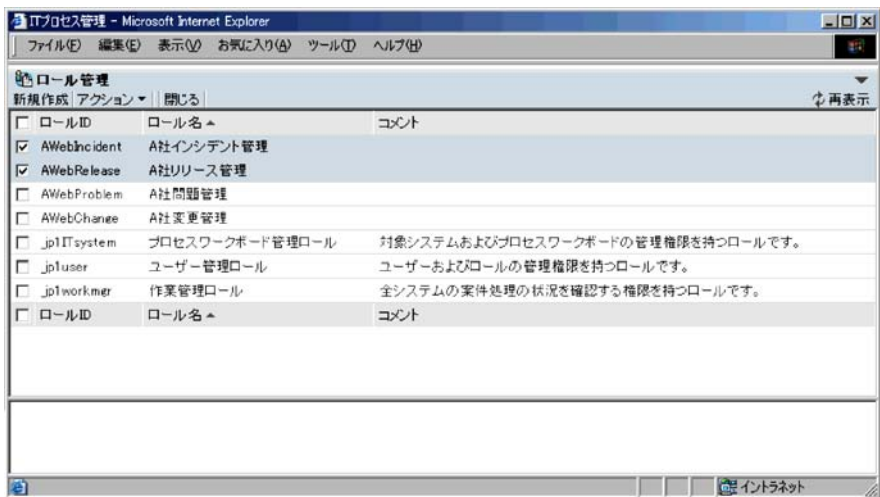 ITプロセス管理 - Microsoft Internet Explorer
ファイル(F) 編集(E) 表示(V) お気に入り(A) ツール(T) ヘルプ(H)
ロール管理
新規作成 アクション▼ 閉じる 再表示
ロールID ロール名▲ コメント
AWebIncident A社インシデント管理
AWebRelease A社リリース管理
AWebProblem A社問題管理
AWebChange A社変更管理
_jp1ITsystem プロセスワークボード管理ロール 対象システムおよびプロセスワークボードの管理権限を持つロールです。
_jp1user ユーザー管理ロール ユーザーおよびロールの管理権限を持つロールです。
_jp1workmgr 作業管理ロール 全システムの案件処理の状況を確認する権限を持つロールです。
ロールID ロール名▲ コメント
イントラネット